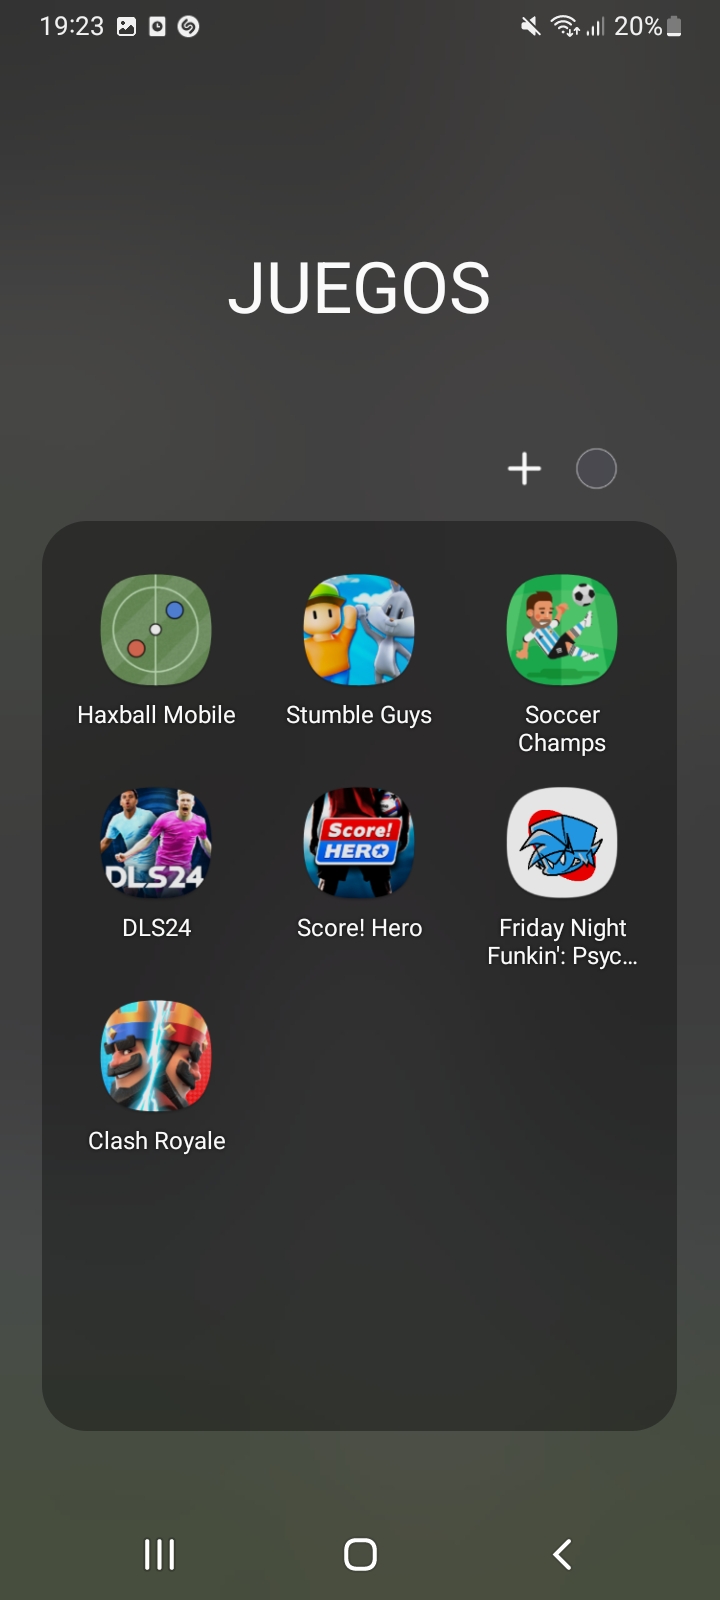 19:23 20%
JUEGOS
Haxball Mobile
Stumble Guys
Soccer
Champs
DLS24
Score!
HERO
DLS24
Score! Hero
Friday Night
Funkin': Psyc...
Clash Royale